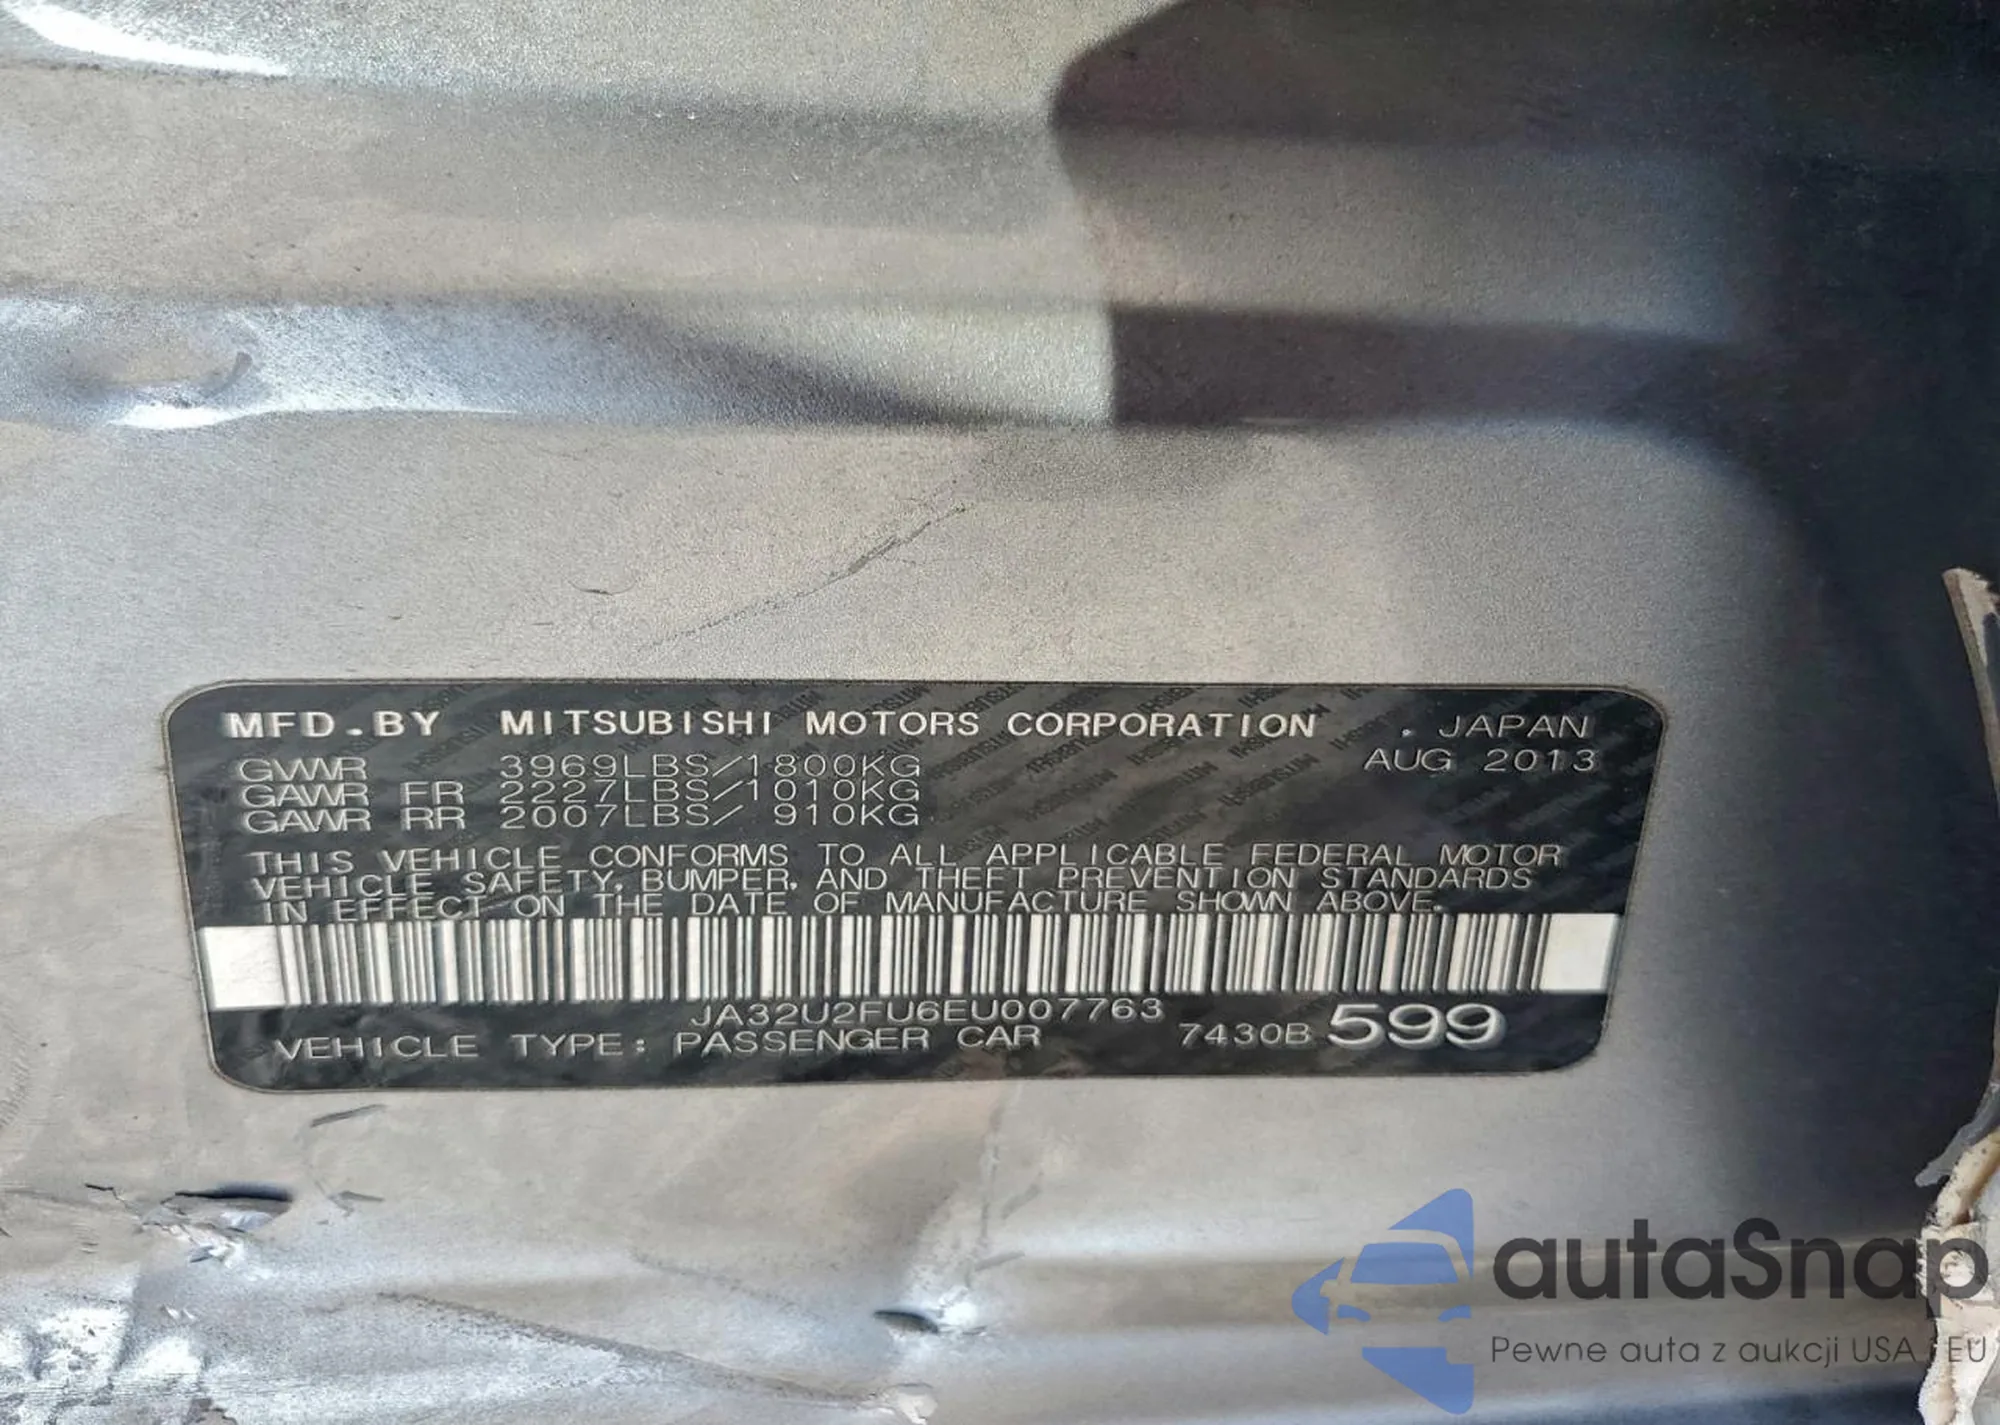 MFD.BY MITSUBISHI MOTORS CORPORATION . JAPAN
AUG 2013
GVWR 3969LBS/1800KG
GAWR FR 2227LBS/1010KG
GAWR RR 2007LBS/ 910KG
THIS VEHICLE CONFORMS TO ALL APPLICABLE FEDERAL MOTOR
VEHICLE SAFETY, BUMPER, AND THEFT PREVENTION STANDARDS
IN EFFECT ON THE DATE OF MANUFACTURE SHOWN ABOVE.
JA32U2FU6EU007763
VEHICLE TYPE: PASSENGER CAR 7430B 599
autaSnap
Pewne auta z aukcji USA i EU